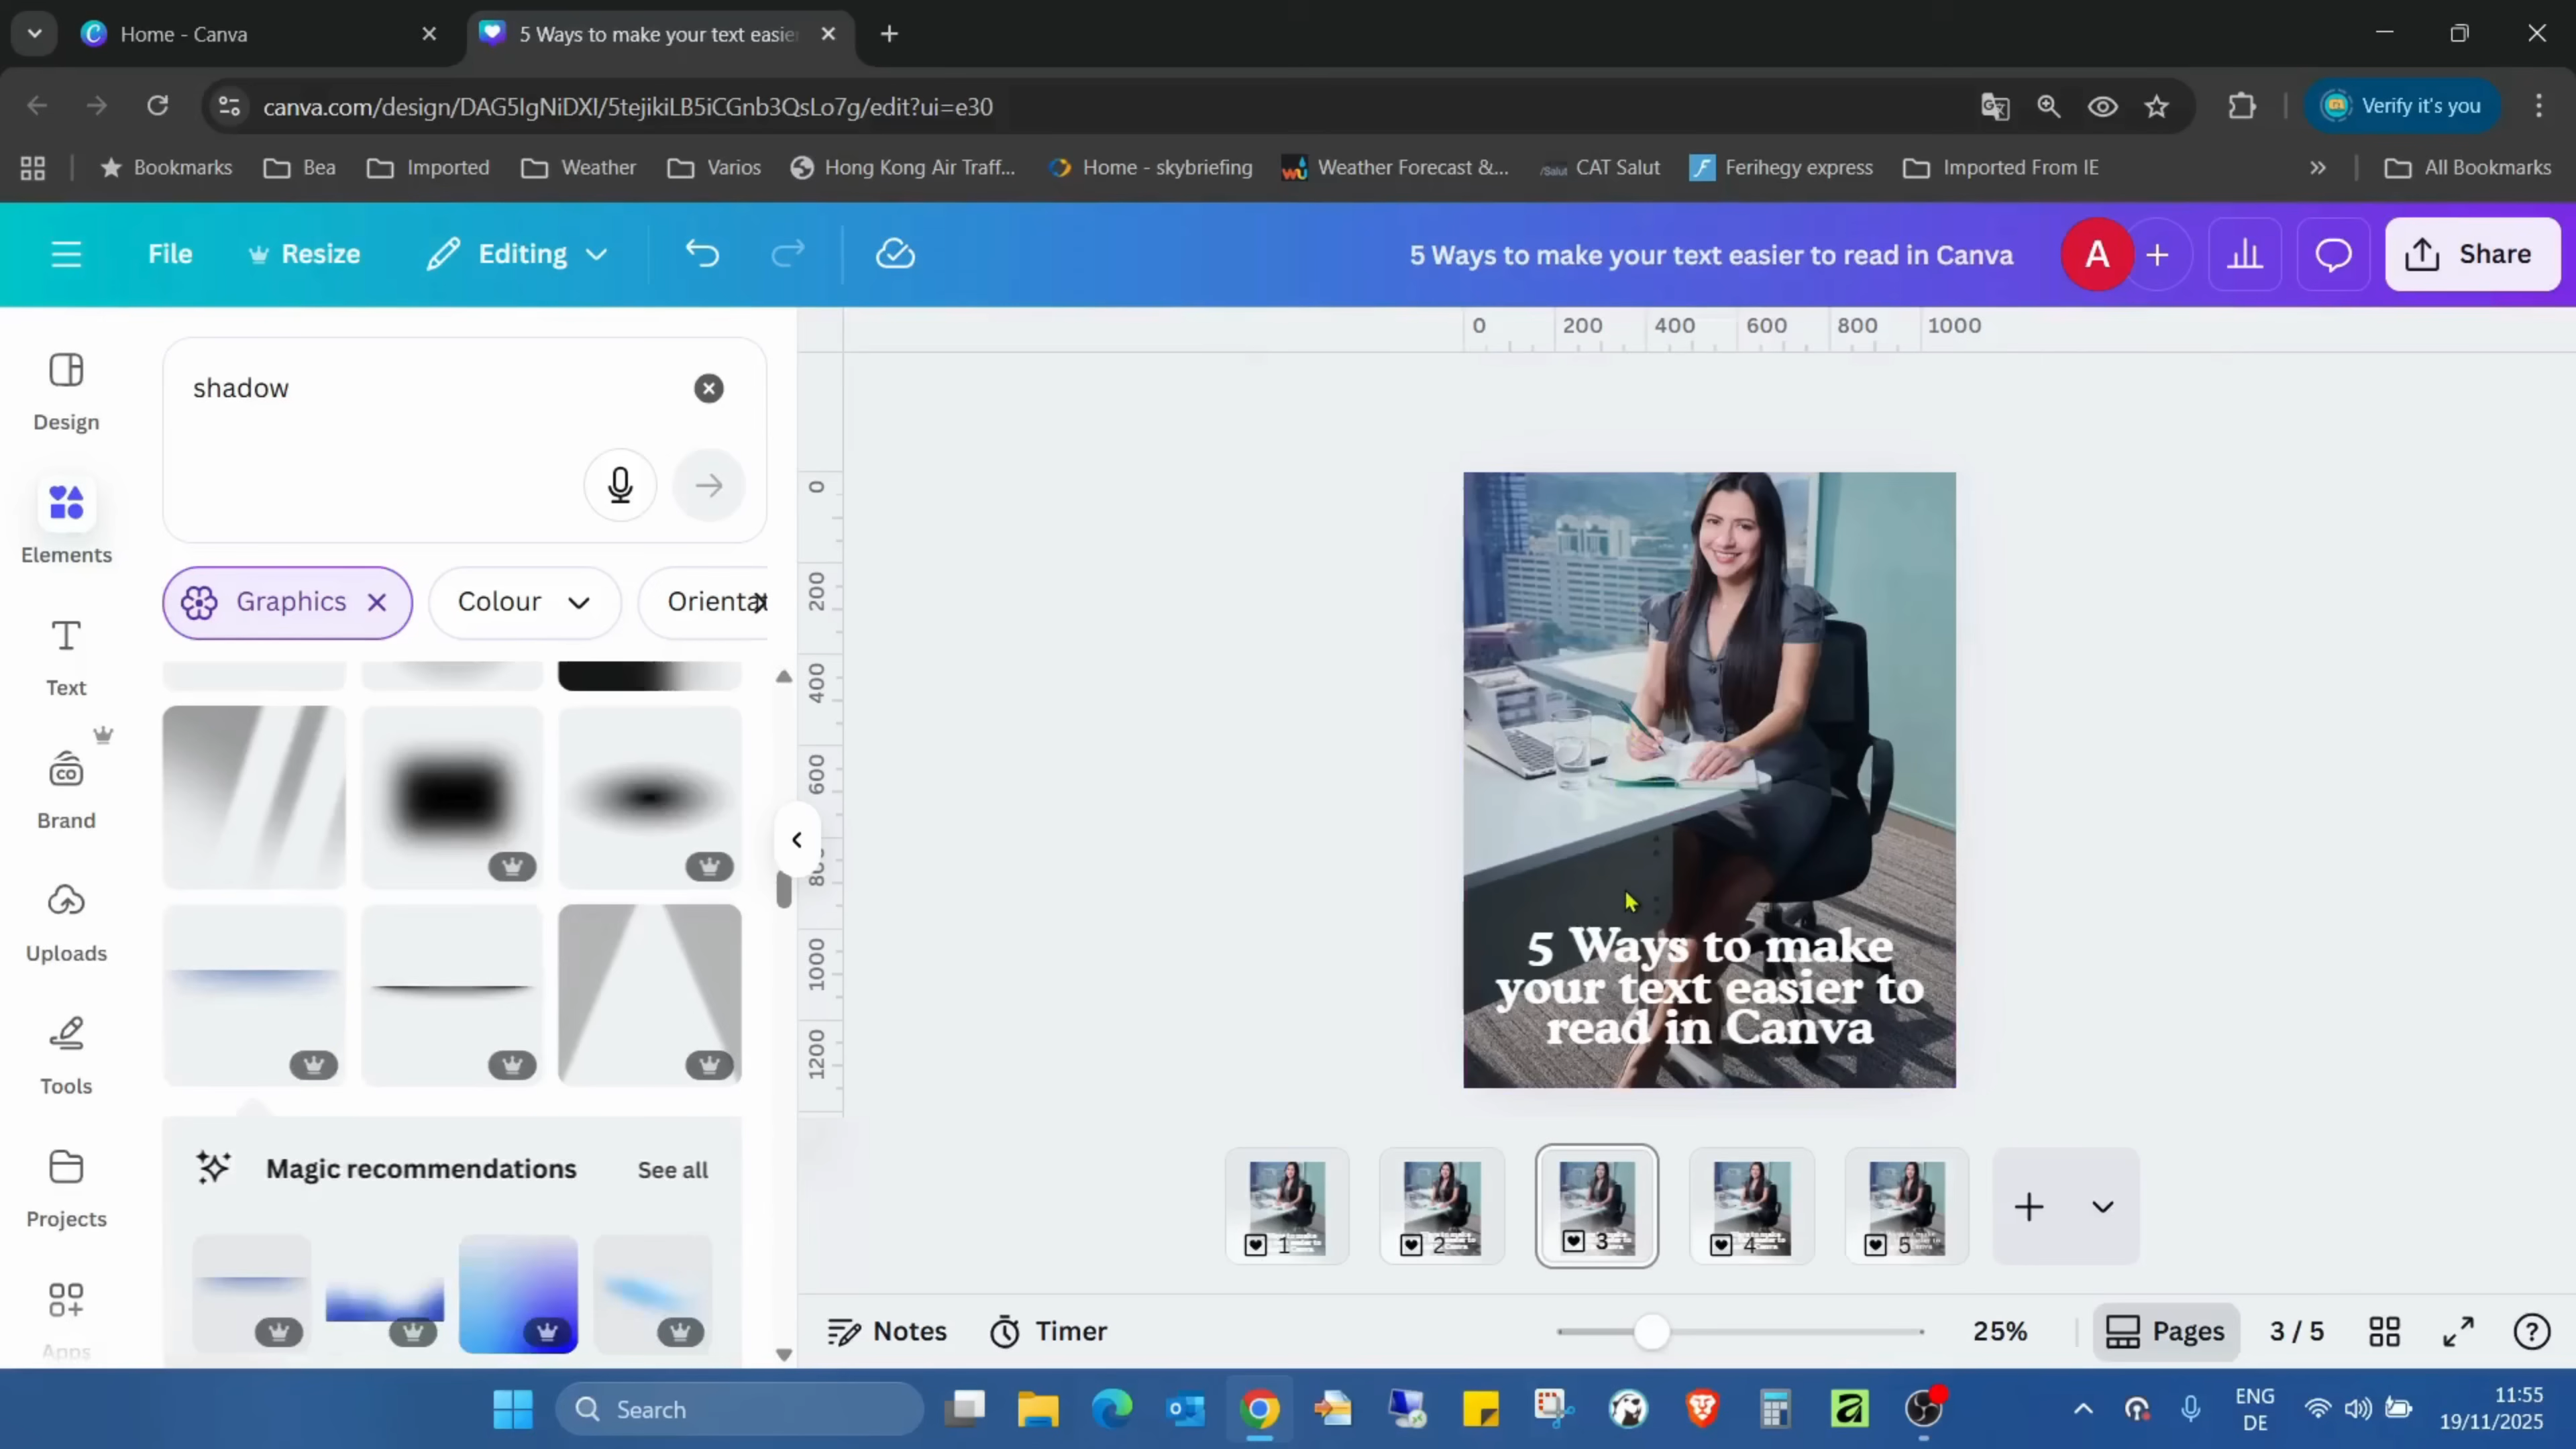 Home - Canva
5 Ways to make your text easie
canva.com/design/DAG5IgNiDXI/5tejikiLB5iCGnb3QsLo7g/edit?ui=e30
Verify it's you
Bookmarks
Bea
Imported
Weather
Varios
Hong Kong Air Traff...
Home - skybriefing
Weather Forecast &...
CAT Salut
Ferihegy express
Imported From IE
All Bookmarks
File
Resize
Editing
5 Ways to make your text easier to read in Canva
A
Share
0 200 400 600 800 1000
Design
Elements
Text
Brand
Uploads
Tools
Projects
Apps
shadow
Graphics
Colour
Orienta
0
200
400
600
1000
1200
Magic recommendations
See all
5 Ways to make
your text easier to
read in Canva
1
2
3
4
5
Notes
Timer
25%
Pages
3 / 5
Search
ENG
DE
11:55
19/11/2025